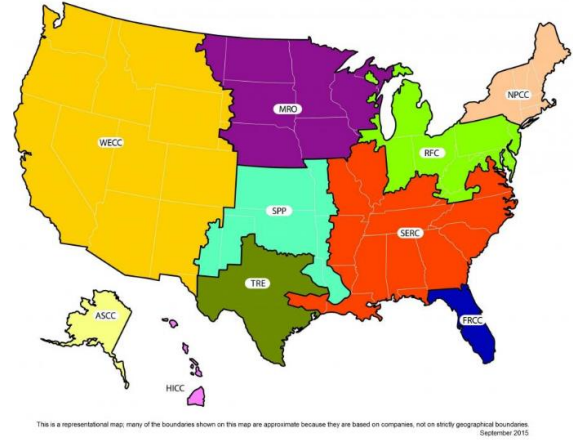 NPCC
MRO
WECC
RFC
SPP
SERC
TRE
ASCC
FRCC
HICC
This is a representational map; many of the boundaries shown on this map are approximate because they are based on companies, not on strictly geographical boundaries.
September 2015